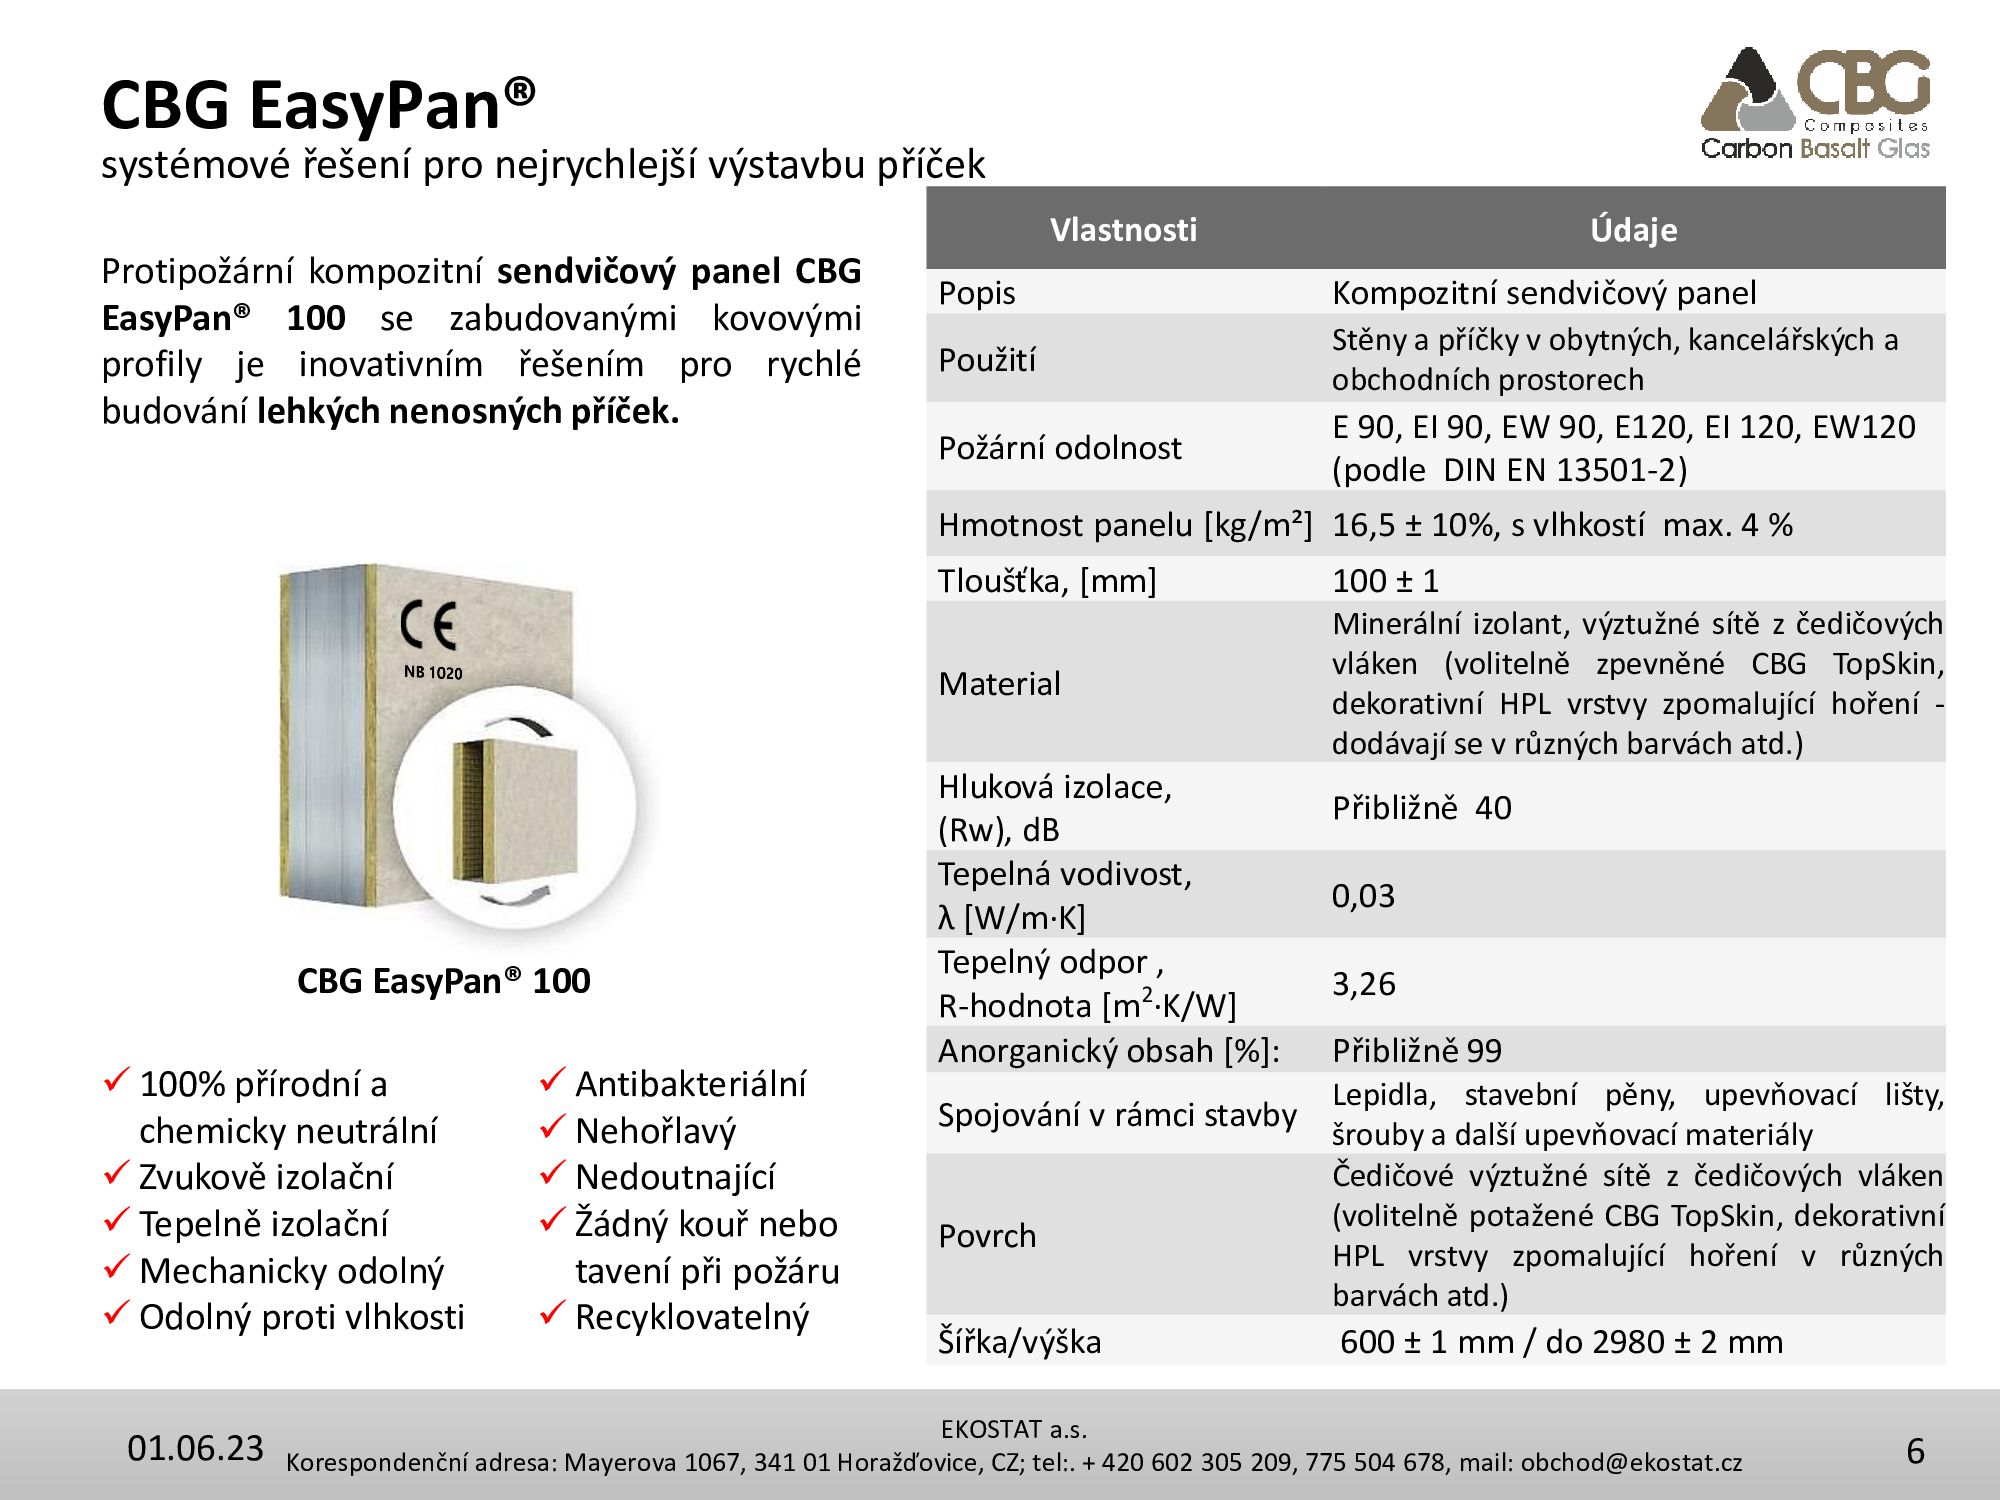 CBG EasyPan®
systémové řešení pro nejrychlejší výstavbu příček
CBG
Composites
Carbon Basalt Glas
Protipožární kompozitní sendvičový panel CBG
EasyPan® 100 se zabudovanými kovovými
profily je inovativním řešením pro rychlé
budování lehkých nenosných příček.
CE
NB 1020
CBG EasyPan® 100
✓ 100% přírodní a
chemicky neutrální
✓ Zvukově izolační
✓ Tepelně izolační
✓ Mechanicky odolný
✓ Odolný proti vlhkosti
✓ Antibakteriální
✓ Nehořlavý
✓ Nedoutnající
✓ Žádný kouř nebo
tavení při požáru
✓ Recyklovatelný
Vlastnosti Údaje
Popis Kompozitní sendvičový panel
Použití Stěny a příčky v obytných, kancelářských a
obchodních prostorech
Požární odolnost E 90, EI 90, EW 90, E120, EI 120, EW120
(podle DIN EN 13501-2)
Hmotnost panelu [kg/m²] 16,5 ± 10%, s vlhkostí max. 4 %
Tloušťka, [mm] 100 ± 1
Material Minerální izolant, výztužné sítě z čedičových
vláken (volitelně zpevněné CBG TopSkin,
dekorativní HPL vrstvy zpomalující hoření -
dodávají se v různých barvách atd.)
Hluková izolace,
(Rw), dB Přibližně 40
Tepelná vodivost,
λ [W/m·K] 0,03
Tepelný odpor ,
R-hodnota [m²·K/W] 3,26
Anorganický obsah [%]: Přibližně 99
Spojování v rámci stavby Lepidla, stavební pěny, upevňovací lišty,
šrouby a další upevňovací materiály
Povrch Čedičové výztužné sítě z čedičových vláken
(volitelně potažené CBG TopSkin, dekorativní
HPL vrstvy zpomalující hoření v různých
barvách atd.)
Šířka/výška 600 ± 1 mm / do 2980 ± 2 mm
01.06.23
EKOSTAT a.s.
Korespondenční adresa: Mayerova 1067, 341 01 Horažďovice, CZ; tel:. + 420 602 305 209, 775 504 678, mail: obchod@ekostat.cz
6